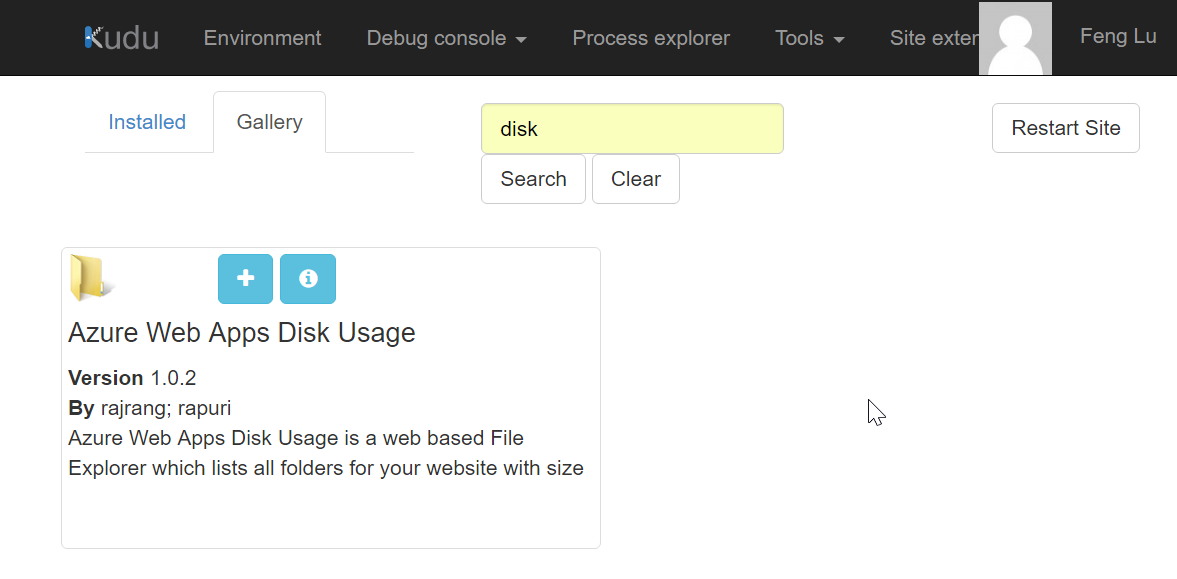 Kudu Environment Debug console Process explorer Tools Site exten Feng Lu
Installed Gallery disk Restart Site
Search Clear
Azure Web Apps Disk Usage
Version 1.0.2
By rajrang; rapuri
Azure Web Apps Disk Usage is a web based File
Explorer which lists all folders for your website with size